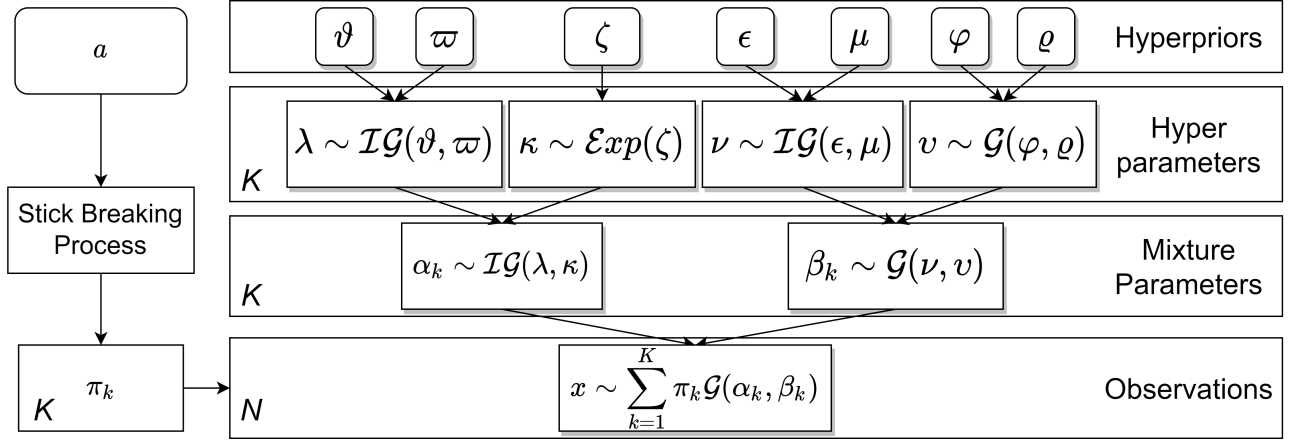 a
ϑ ϖ ζ ϵ μ φ ϱ Hyperpriors
λ ∼ 𝓘𝓖(ϑ, ϖ) κ ∼ 𝓔xp(ζ) ν ∼ 𝓘𝓖(ϵ, μ) υ ∼ 𝓖(φ, ϱ)
Hyper
parameters
K
Stick Breaking
Process
α_k ∼ 𝓘𝓖(λ, κ) β_k ∼ 𝓖(ν, υ)
Mixture
Parameters
K
π_k
K
x ∼ ∑_{k=1}^{K} π_k 𝓖(α_k, β_k)
Observations
N